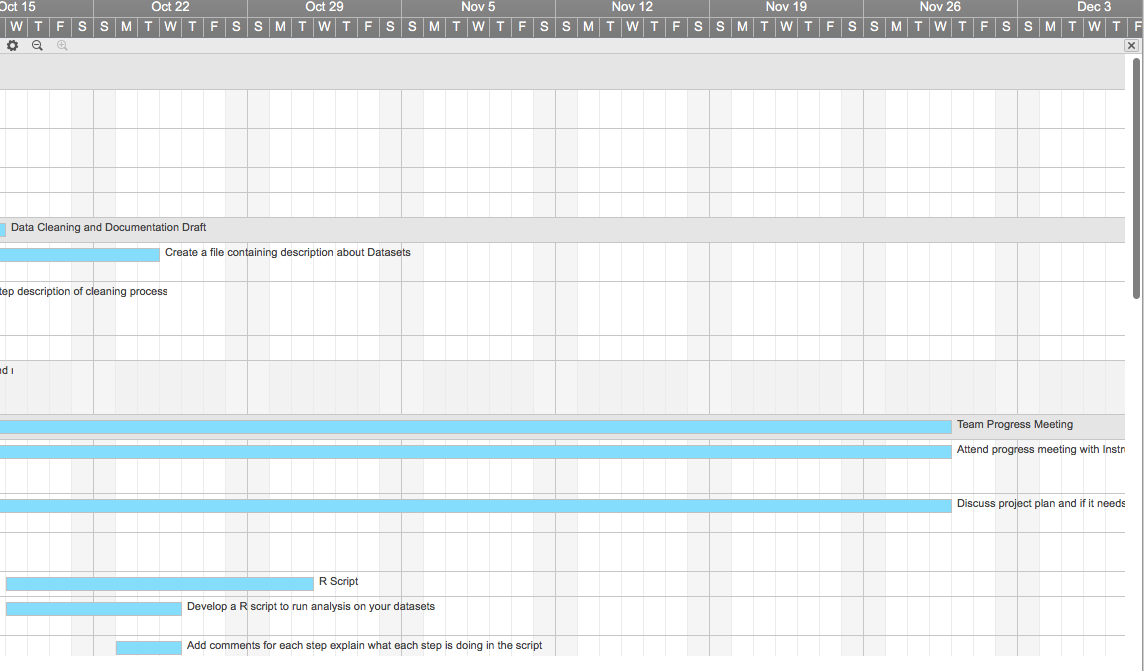 Oct 15 Oct 22 Oct 29 Nov 5 Nov 12 Nov 19 Nov 26 Dec 3
W T F S S M T W T F S S M T W T F S S M T W T F S S M T W T F S S M T W T F S S M T W T F S S M T W T F
Data Cleaning and Documentation Draft
Create a file containing description about Datasets
tep description of cleaning process
nd
Team Progress Meeting
Attend progress meeting with Instru
Discuss project plan and if it needs
R Script
Develop a R script to run analysis on your datasets
Add comments for each step explain what each step is doing in the script